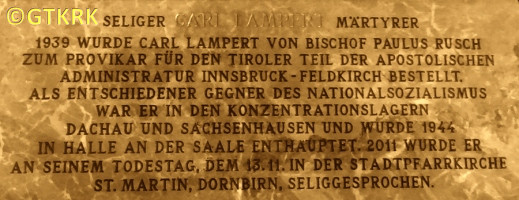 ©GTKRK
SELIGER CARL LAMPERT MÄRTYRER
1939 WURDE CARL LAMPERT VON BISCHOF PAULUS RUSCH
ZUM PROVIKAR FÜR DEN TIROLER TEIL DER APOSTOLISCHEN
ADMINISTRATUR INNSBRUCK-FELDKIRCH BESTELLT.
ALS ENTSCHIEDENER GEGNER DES NATIONALSOZIALISMUS
WAR ER IN DEN KONZENTRATIONSLAGERN
DACHAU UND SACHSENHAUSEN UND WURDE 1944
IN HALLE AN DER SAALE ENTHAUPTET. 2011 WURDE ER
AN SEINEM TODESTAG, DEM 13.11. IN DER STADTPFARRKIRCHE
ST. MARTIN, DORNBIRN, SELIGGESPROCHEN.